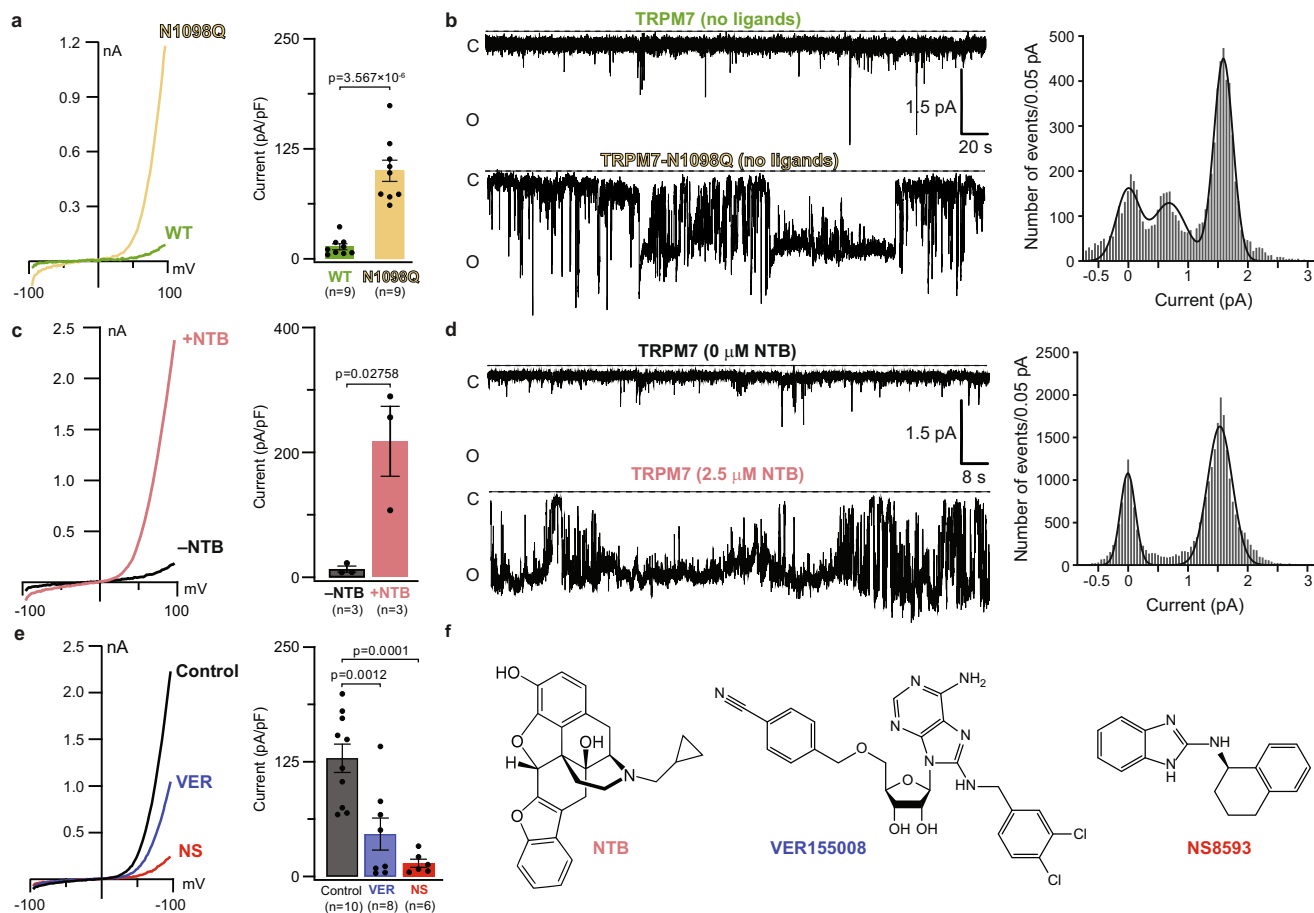 a
N1098Q
1.2
nA
0.9
0.6
0.3
WT
mV
-100
100
250
125
0
Current (pA/pF)
p=3.567×10⁻⁶
WT
(n=9)
N1098Q
(n=9)
b
TRPM7 (no ligands)
C
O
1.5 pA
20 s
TRPM7-N1098Q (no ligands)
C
O
500
400
300
200
100
0
Number of events/0.05 pA
0 1 2 3
Current (pA)
c
2.5
nA
+NTB
2.0
1.5
1.0
0.5
–NTB
mV
-100
100
400
200
0
Current (pA/pF)
p=0.02758
–NTB
(n=3)
+NTB
(n=3)
d
TRPM7 (0 μM NTB)
C
O
1.5 pA
8 s
TRPM7 (2.5 μM NTB)
C
O
2500
2000
1500
1000
500
0
Number of events/0.05 pA
0 1 2 3
Current (pA)
e
nA
2.5
Control
2.0
1.5
VER
1.0
0.5
NS
mV
-100
-100
250
125
0
Current (pA/pF)
p=0.0001
p=0.0012
Control
(n=10)
VER
(n=8)
NS
(n=6)
f
HO
O
OH
H
N
O
NTB
N
O
N
N
NH₂
N
N
N
O
HN
OH OH
Cl
Cl
VER155008
N
H
N
N
H
NS8593